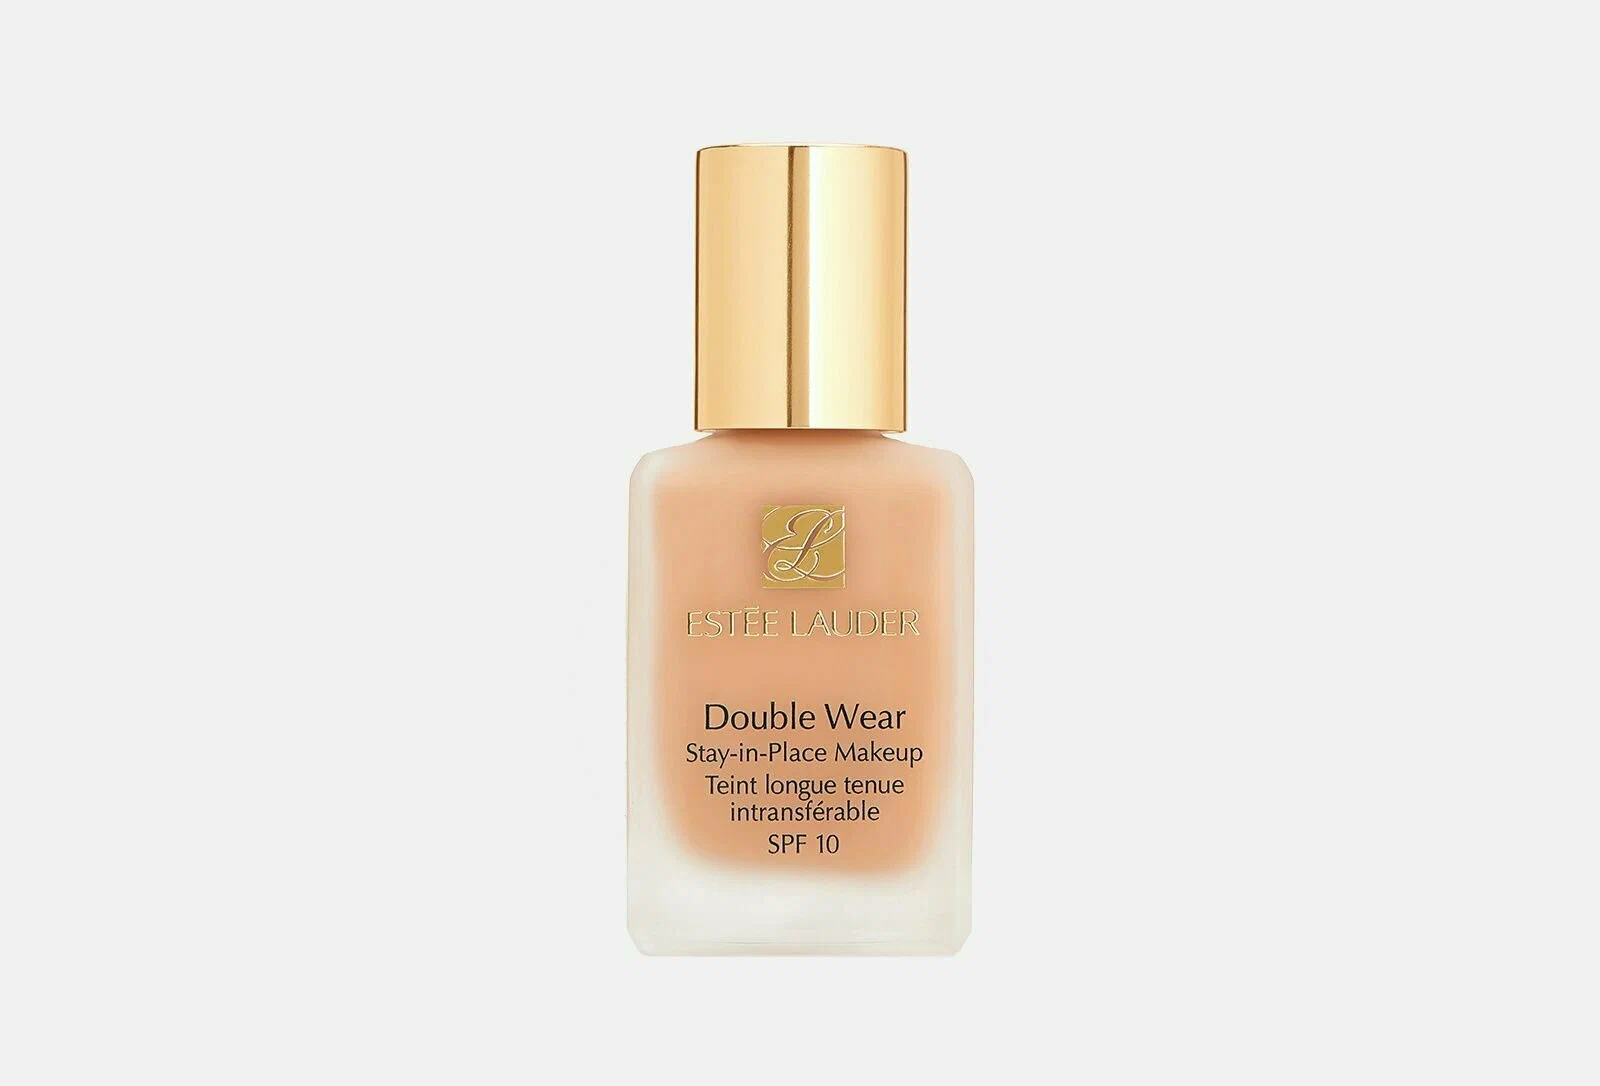 ESTĒE LAUDER
Double Wear
Stay-in-Place Makeup
Teint longue tenue
intransférable
SPF 10